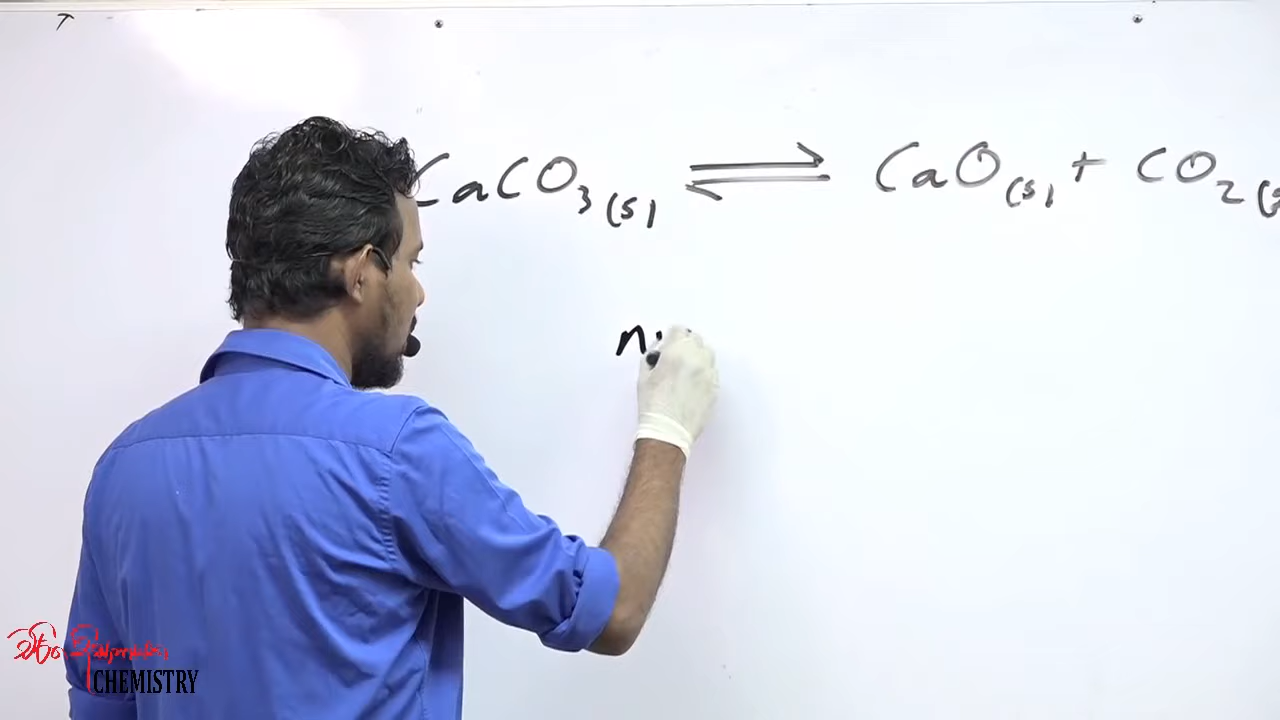 CaCO₃(s) ⇌ CaO(s) + CO₂(
n
CHEMISTRY